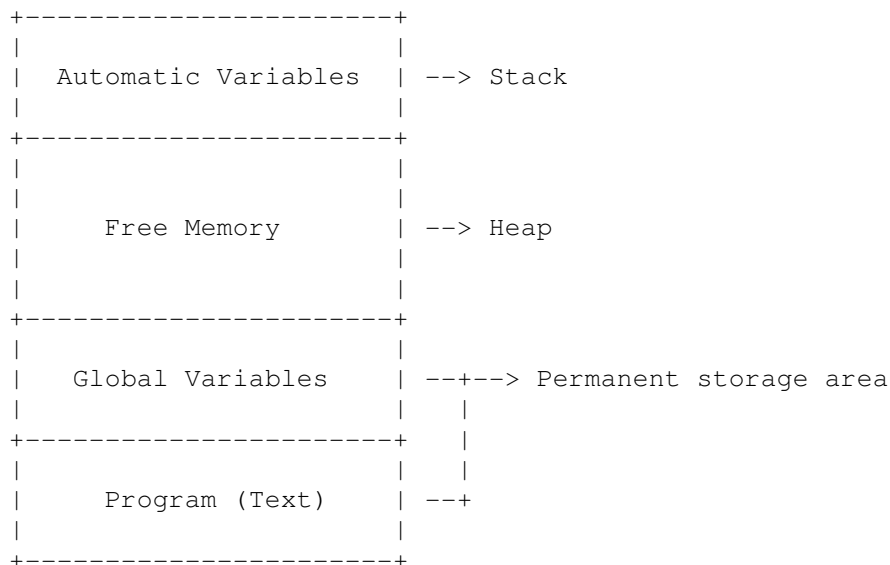 Automatic Variables --> Stack
Free Memory --> Heap
Global Variables --+--> Permanent storage area
Program (Text) --+